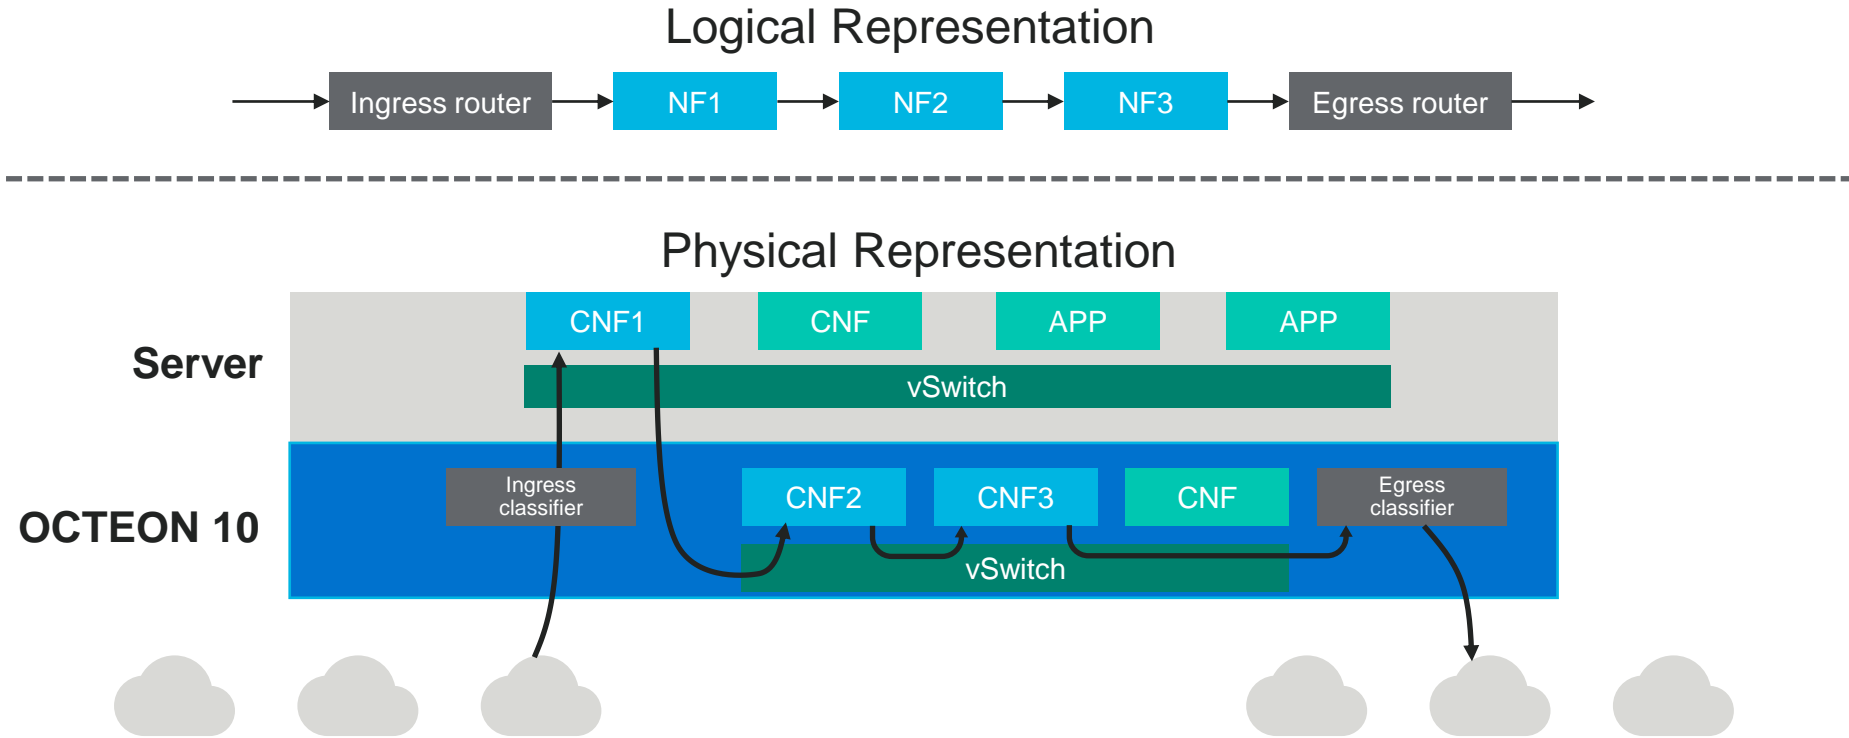 Logical Representation
Ingress router
NF1
NF2
NF3
Egress router
Physical Representation
CNF1
CNF
APP
APP
Server
vSwitch
Ingress
classifier
CNF2
CNF3
CNF
Egress
classifier
OCTEON 10
vSwitch